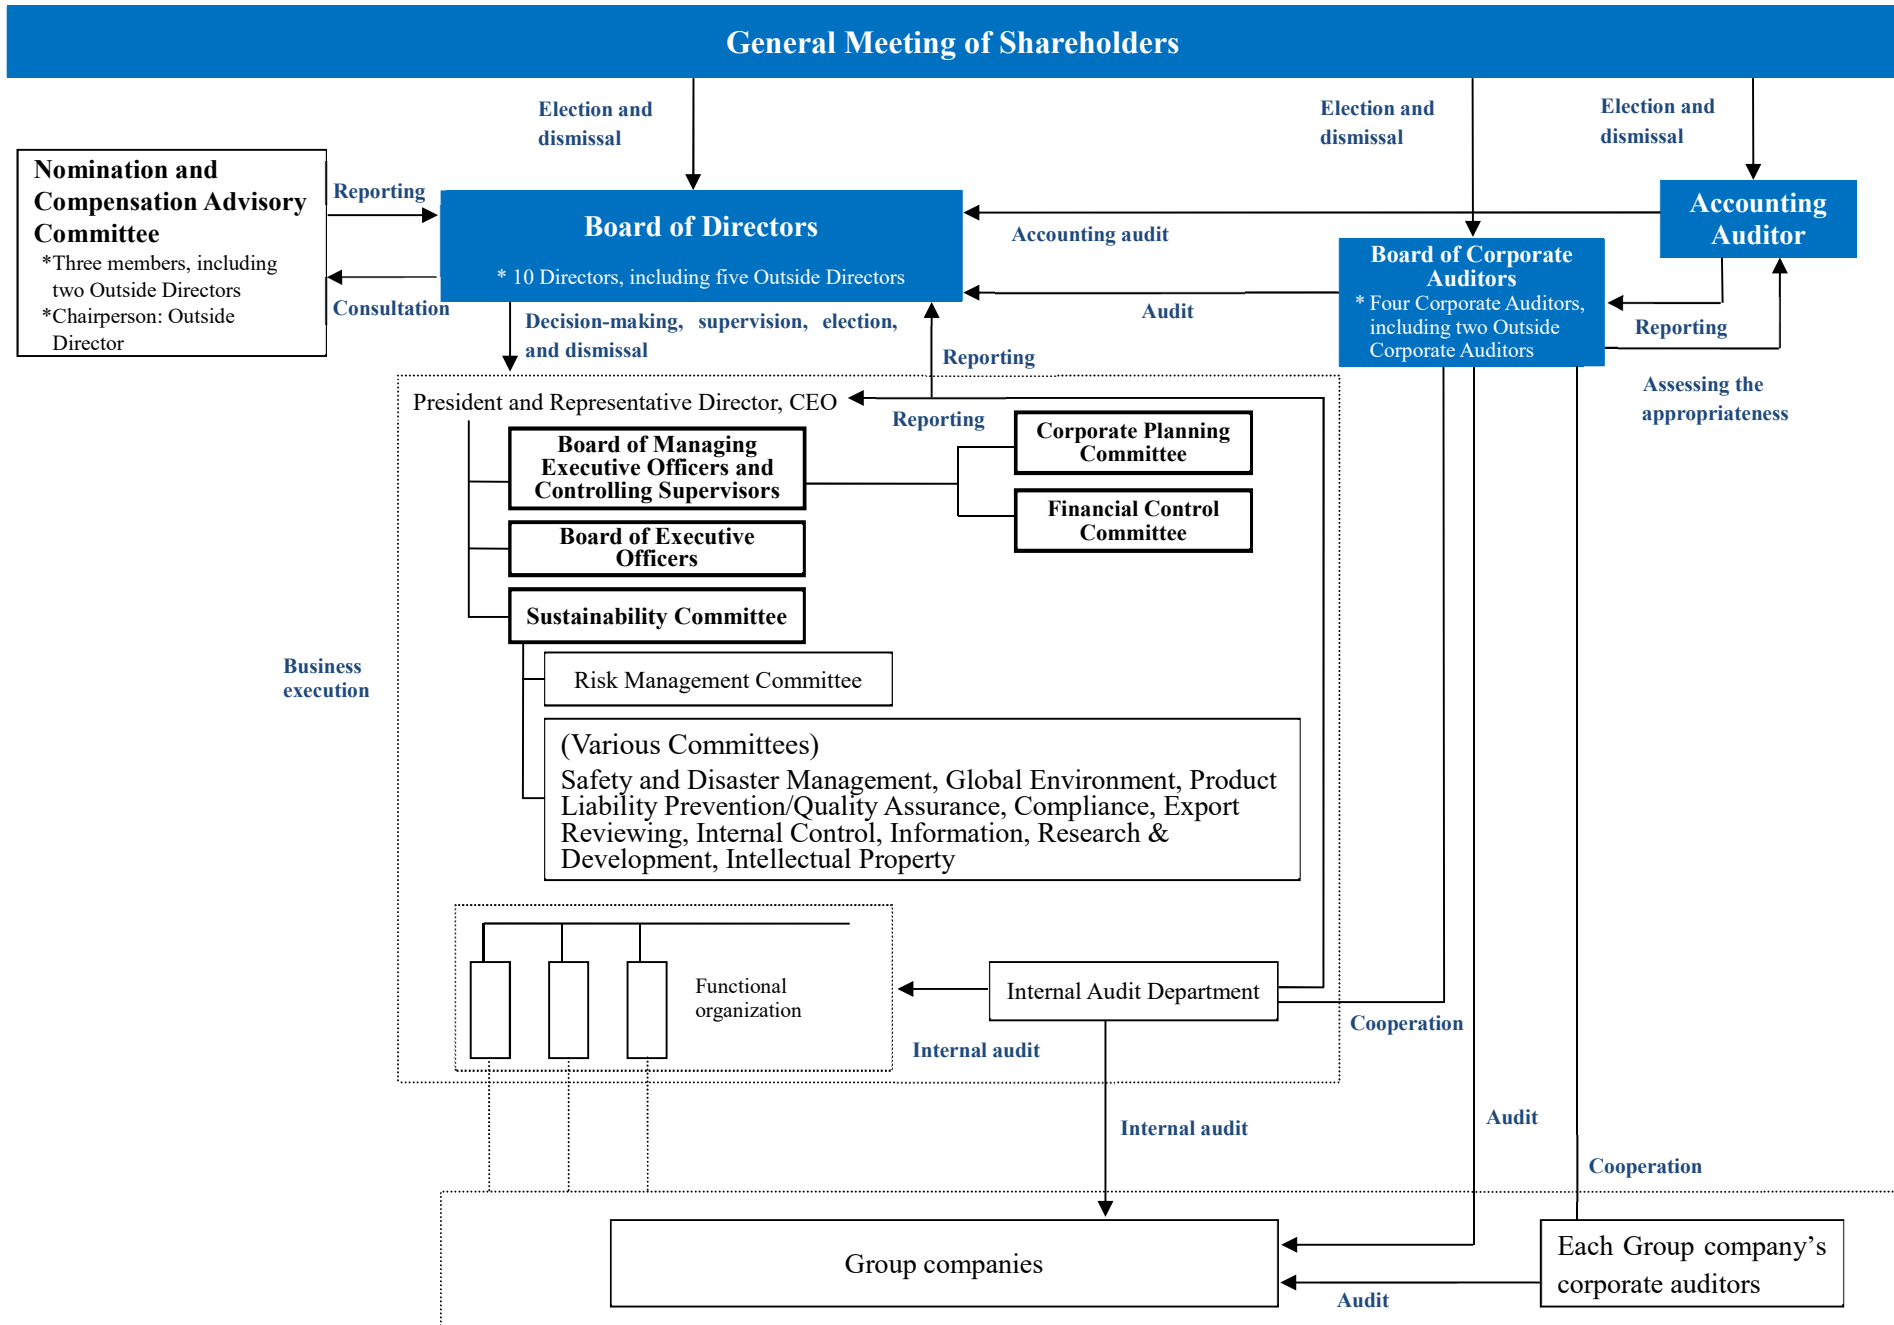 General Meeting of Shareholders
Election and
dismissal
Election and
dismissal
Election and
dismissal
Nomination and
Compensation Advisory
Committee
*Three members, including
two Outside Directors
*Chairperson: Outside
Director
Reporting
Consultation
Board of Directors
* 10 Directors, including five Outside Directors
Accounting audit
Audit
Accounting
Auditor
Board of Corporate
Auditors
* Four Corporate Auditors,
including two Outside
Corporate Auditors
Reporting
Assessing the
appropriateness
Decision-making, supervision, election,
and dismissal
Reporting
President and Representative Director, CEO
Reporting
Board of Managing
Executive Officers and
Controlling Supervisors
Corporate Planning
Committee
Financial Control
Committee
Board of Executive
Officers
Sustainability Committee
Business
execution
Risk Management Committee
(Various Committees)
Safety and Disaster Management, Global Environment, Product
Liability Prevention/Quality Assurance, Compliance, Export
Reviewing, Internal Control, Information, Research &
Development, Intellectual Property
Functional
organization
Internal Audit Department
Internal audit
Cooperation
Internal audit
Audit
Cooperation
Group companies
Each Group company’s
corporate auditors
Audit